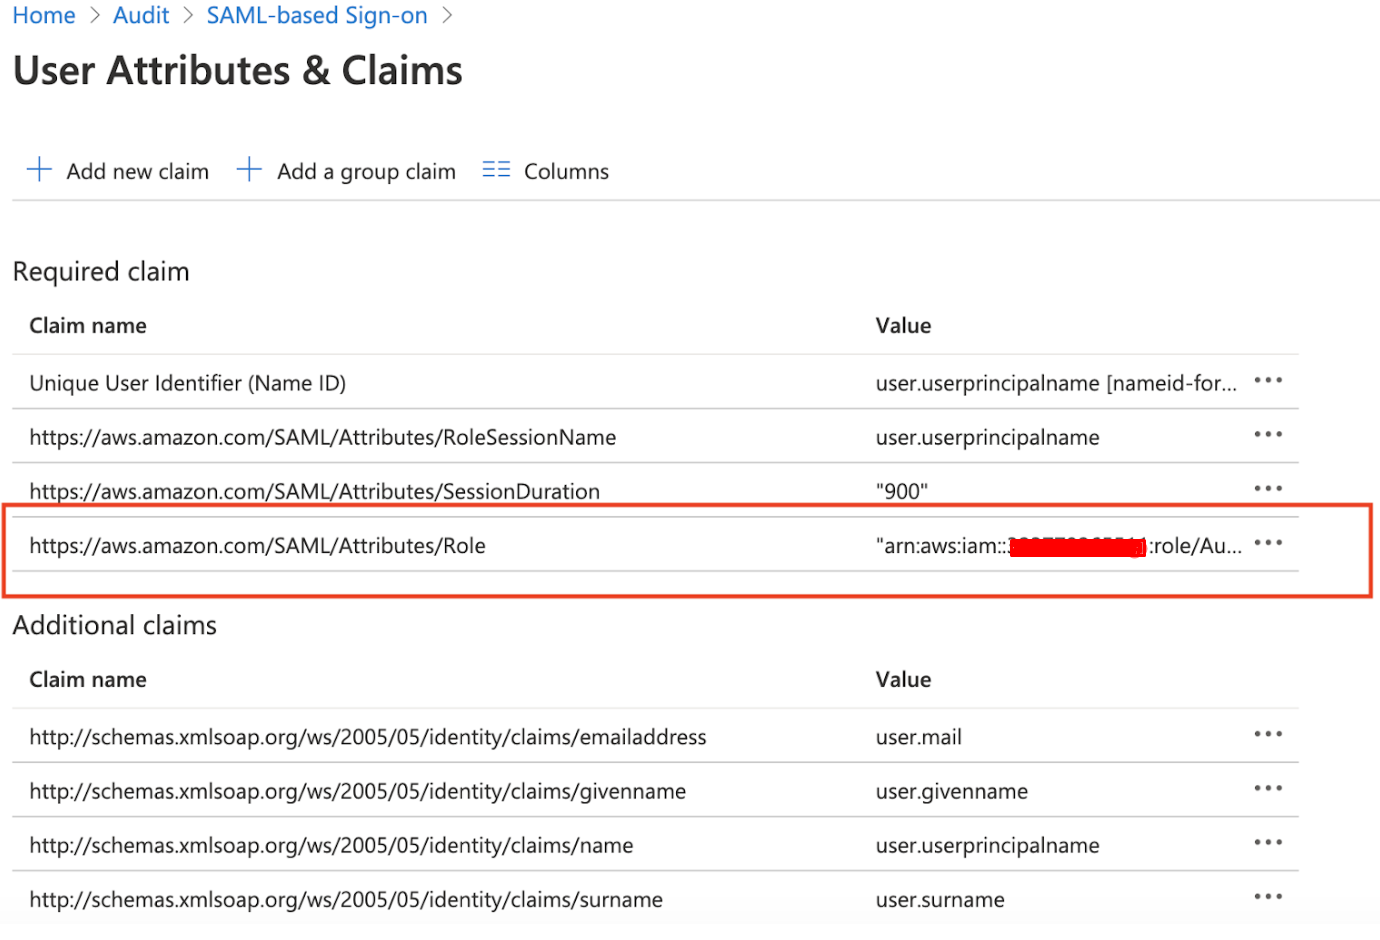 Home > Audit > SAML-based Sign-on >
User Attributes & Claims
Add new claim Add a group claim Columns
Required claim
Claim name Value
Unique User Identifier (Name ID) user.userprincipalname [nameid-for... •••
https://aws.amazon.com/SAML/Attributes/RoleSessionName user.userprincipalname •••
https://aws.amazon.com/SAML/Attributes/SessionDuration "900" •••
https://aws.amazon.com/SAML/Attributes/Role "arn:aws:iam:: :role/Au... •••
Additional claims
Claim name Value
http://schemas.xmlsoap.org/ws/2005/05/identity/claims/emailaddress user.mail •••
http://schemas.xmlsoap.org/ws/2005/05/identity/claims/givenname user.givenname •••
http://schemas.xmlsoap.org/ws/2005/05/identity/claims/name user.userprincipalname •••
http://schemas.xmlsoap.org/ws/2005/05/identity/claims/surname user.surname •••